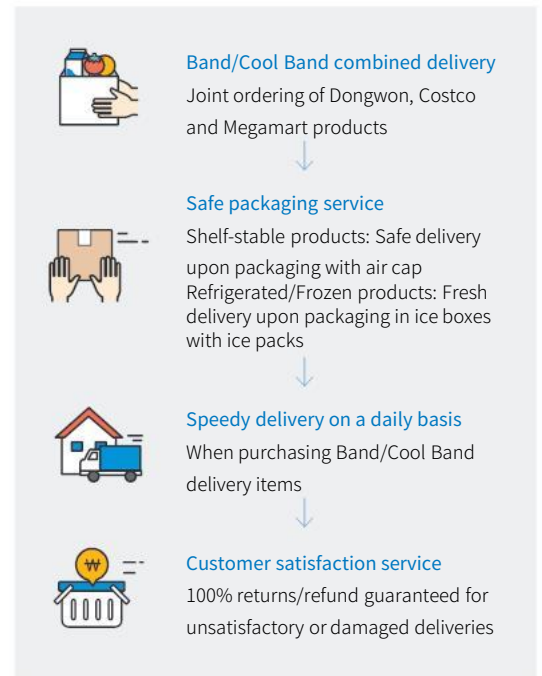 Band/Cool Band combined delivery
Joint ordering of Dongwon, Costco
and Megamart products
Safe packaging service
Shelf-stable products: Safe delivery
upon packaging with air cap
Refrigerated/Frozen products: Fresh
delivery upon packaging in ice boxes
with ice packs
Speedy delivery on a daily basis
When purchasing Band/Cool Band
delivery items
₩
Customer satisfaction service
100% returns/refund guaranteed for
unsatisfactory or damaged deliveries